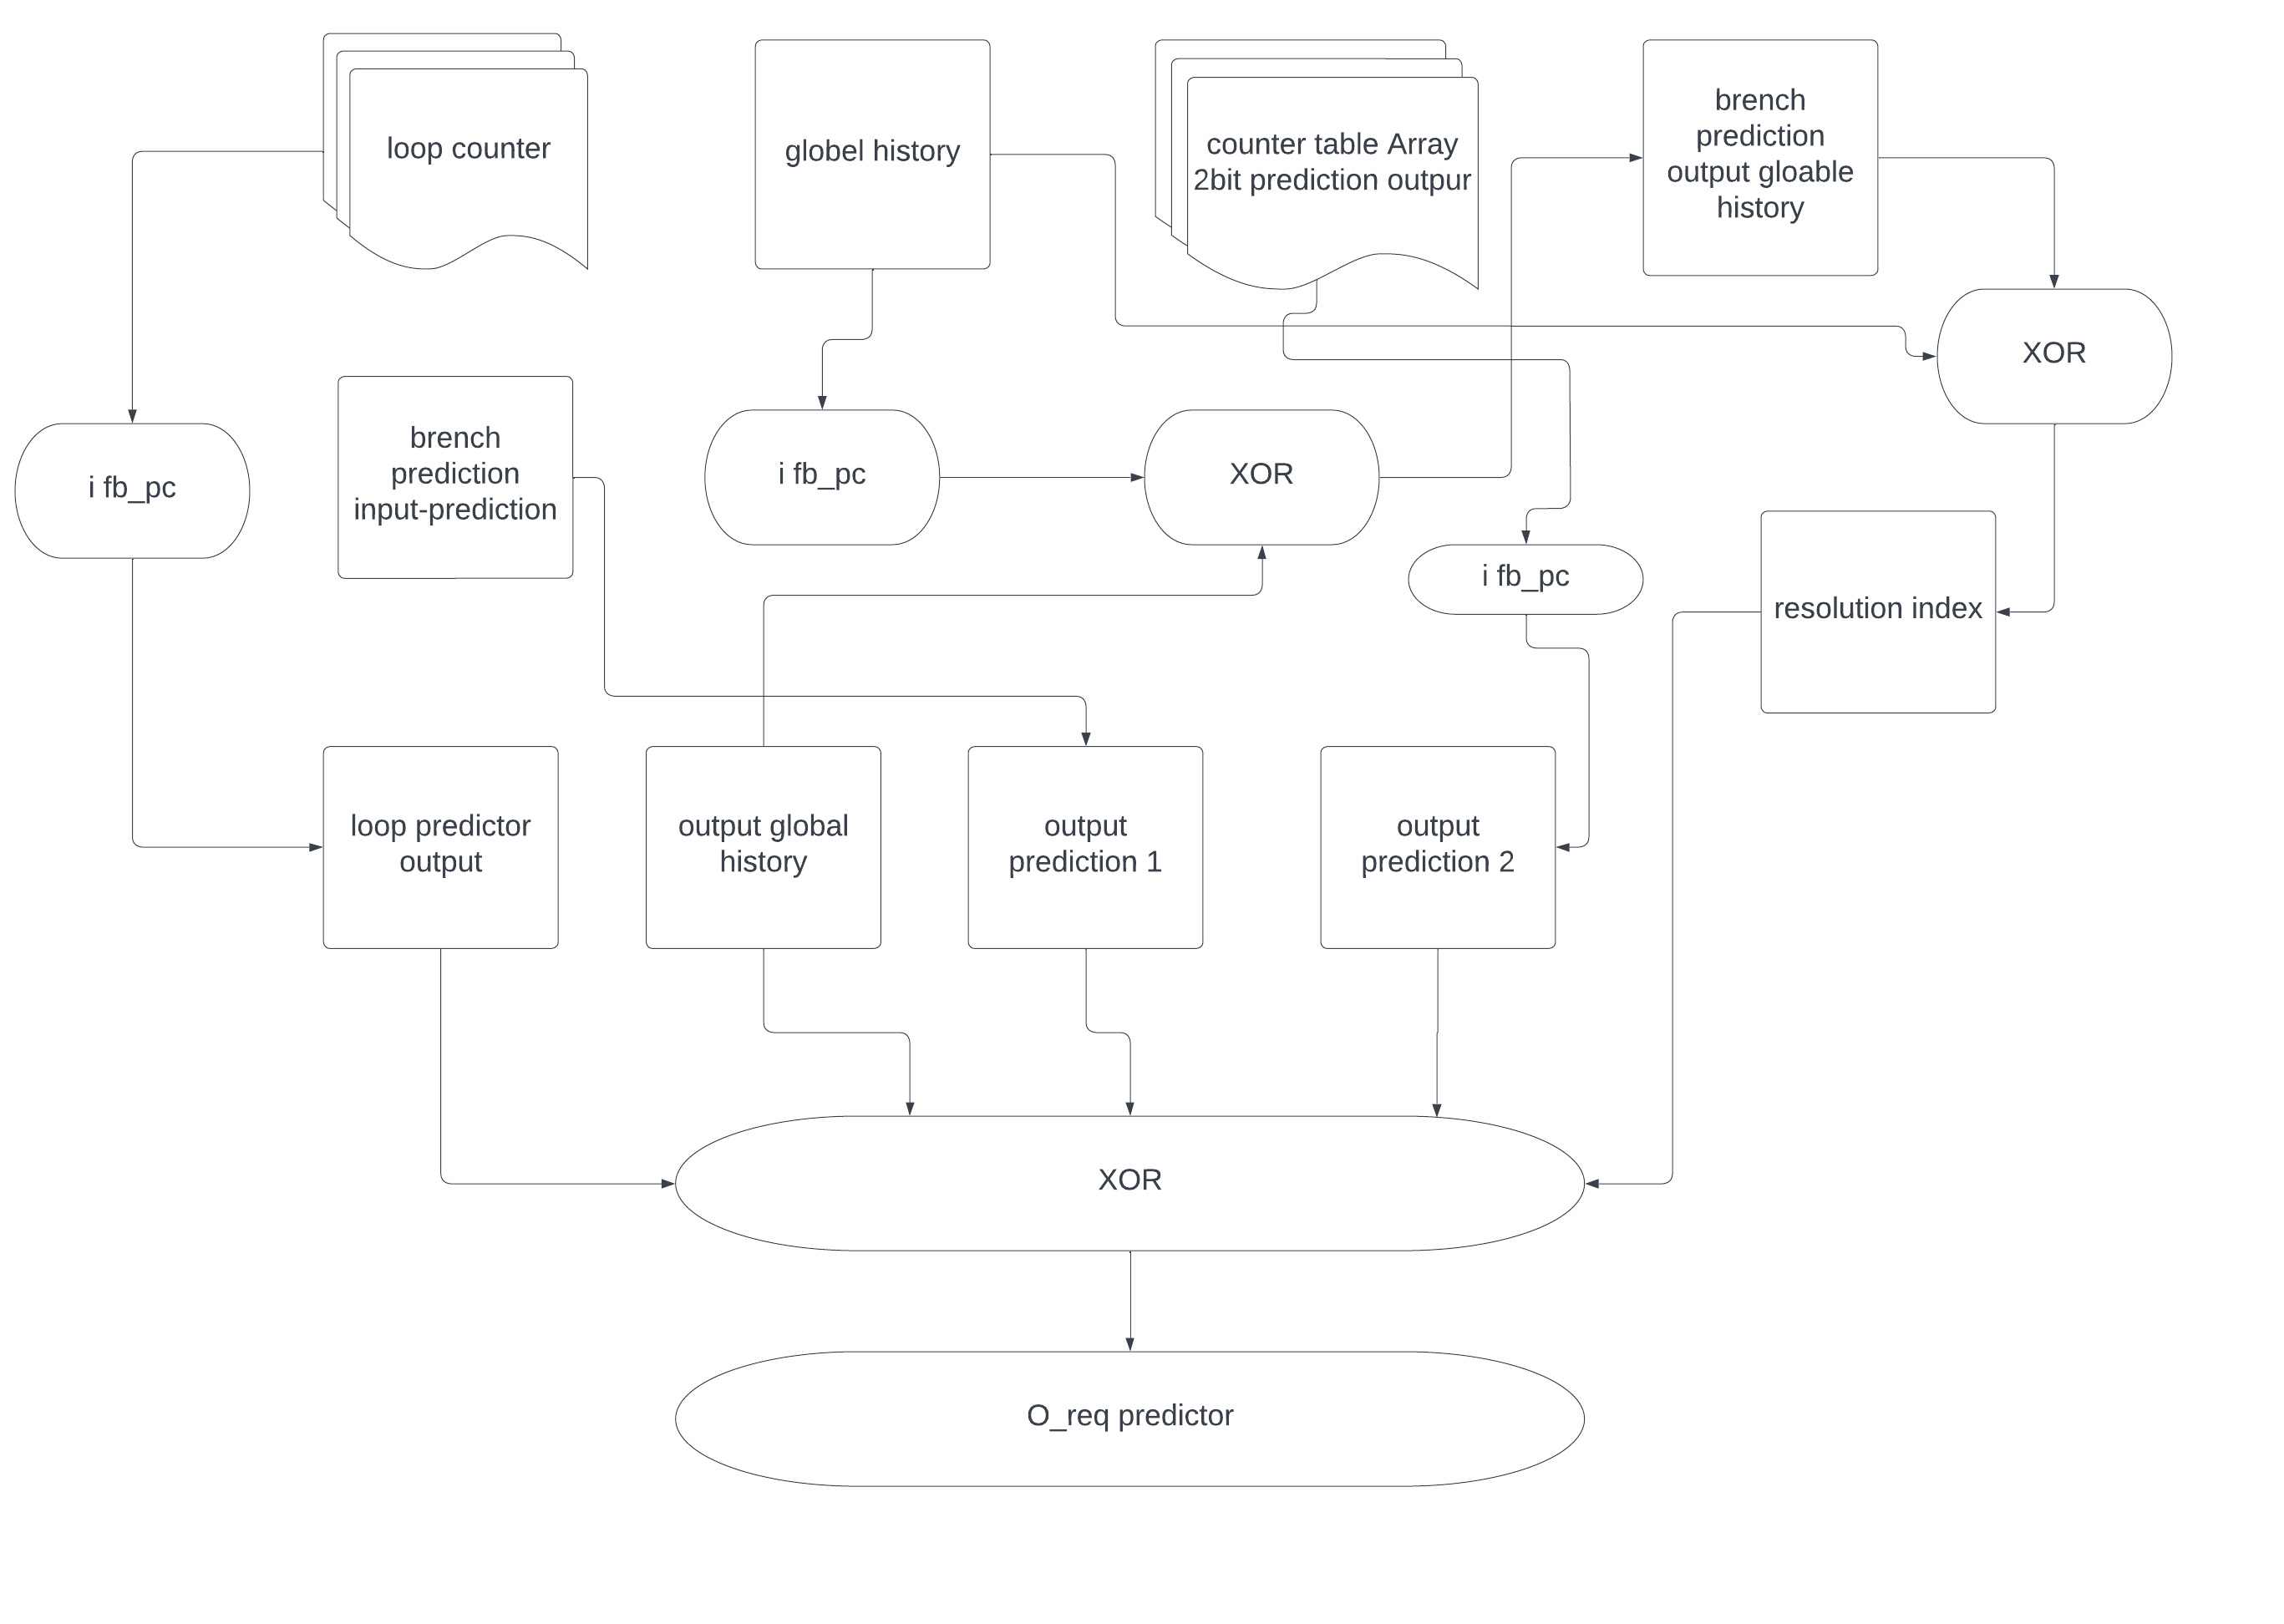 loop counter
globel history
counter table Array
2bit prediction outpur
brench
prediction
output gloable
history
XOR
brench
prediction
input-prediction
i fb_pc
i fb_pc
XOR
i fb_pc
resolution index
loop predictor
output
output global
history
output
prediction 1
output
prediction 2
XOR
O_req predictor